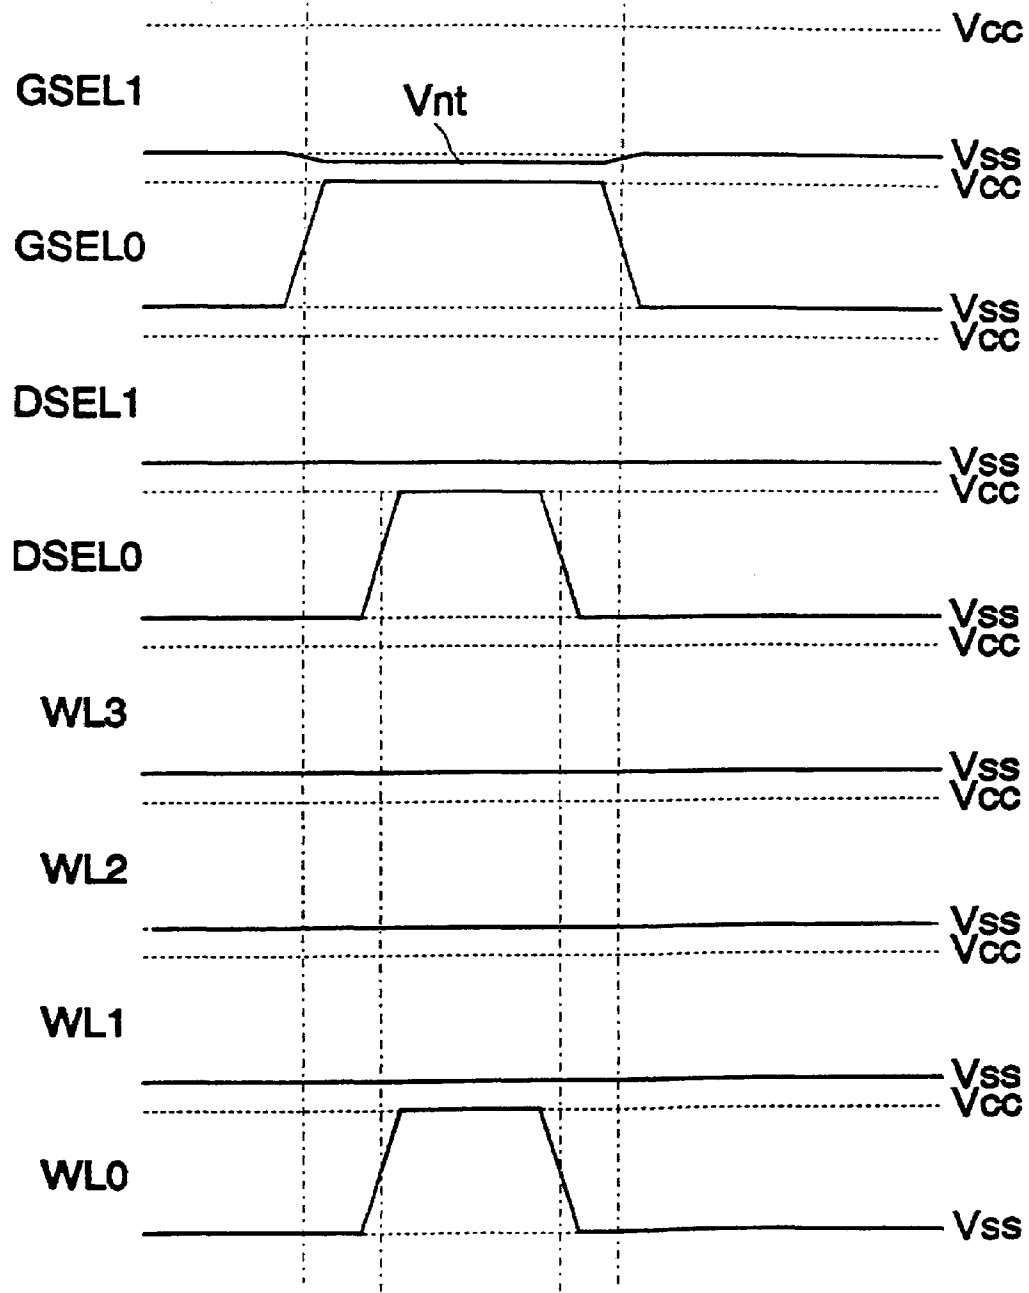 Vcc
GSEL1
Vnt
Vss
Vcc
GSEL0
Vss
Vcc
DSEL1
Vss
Vcc
DSEL0
Vss
Vcc
WL3
Vss
Vcc
WL2
Vss
Vcc
WL1
Vss
Vcc
WL0
Vss